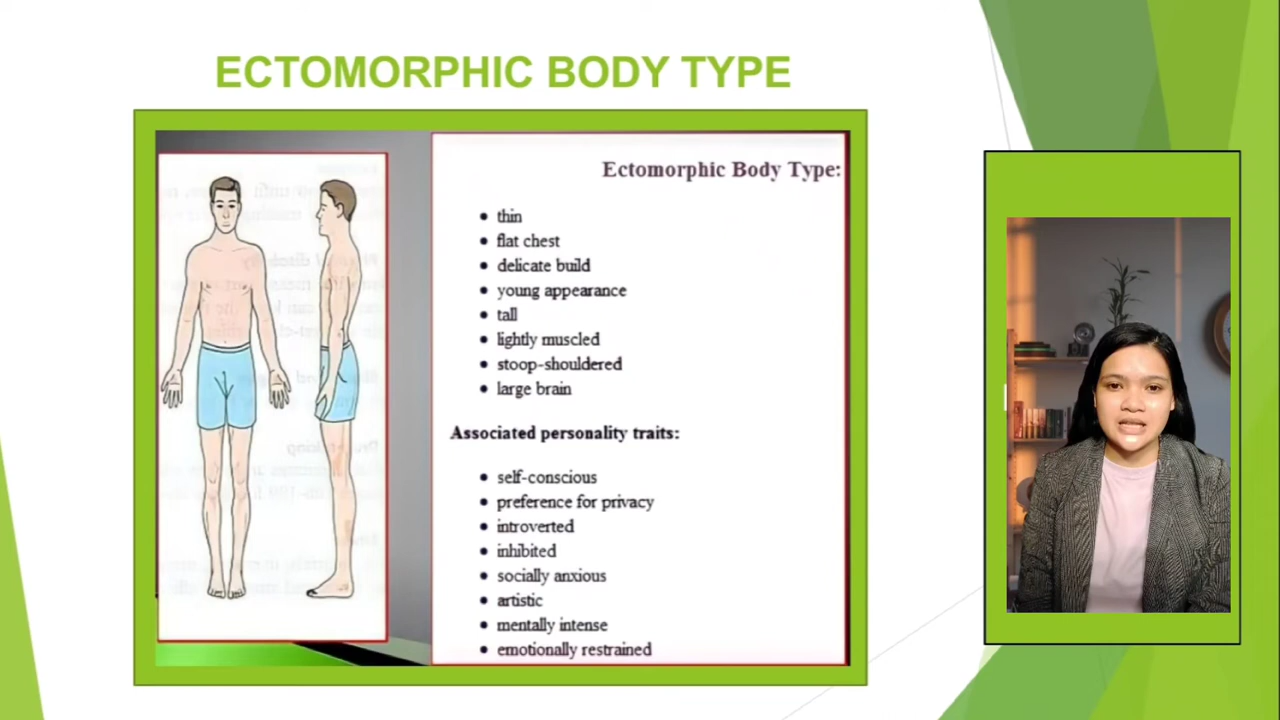 ECTOMORPHIC BODY TYPE
Ectomorphic Body Type:
• thin
• flat chest
• delicate build
• young appearance
• tall
• lightly muscled
• stoop-shouldered
• large brain
Associated personality traits:
• self-conscious
• preference for privacy
• introverted
• inhibited
• socially anxious
• artistic
• mentally intense
• emotionally restrained